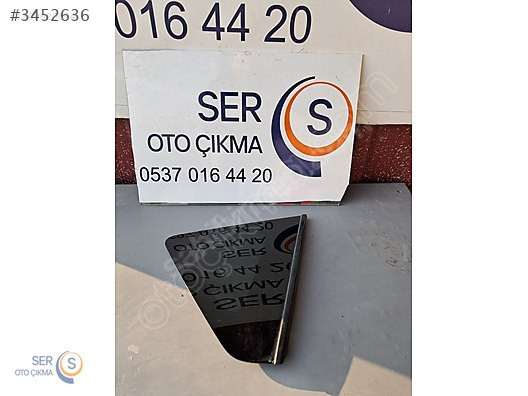 #3452636
016 44 20
SER
OTO ÇIKMA
S
0537 016 44 20
SER
OTO ÇIKMA
S